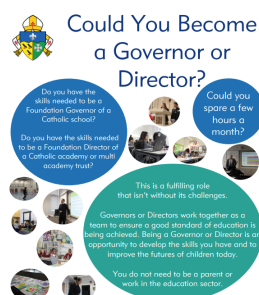 Could You Become
a Governor or
Director?
Do you have the
skills needed to be a
Foundation Governor of a
Catholic school?
Do you have the skills needed
to be a Foundation Director of
a Catholic academy or multi
academy trust?
Could you
spare a few
hours a
month?
This is a fulfilling role
that isn't without its challenges.
Governors or Directors work together as a
team to ensure a good standard of education is
being achieved. Being a Governor or Director is an
opportunity to develop the skills you have and to
improve the futures of children today.
You do not need to be a parent or
work in the education sector.